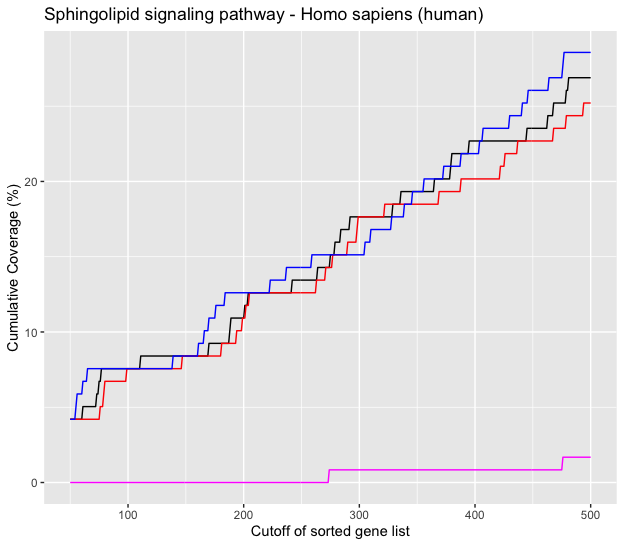 Sphingolipid signaling pathway - Homo sapiens (human)
Cumulative Coverage (%)
20
10
0
100 200 300 400 500
Cutoff of sorted gene list